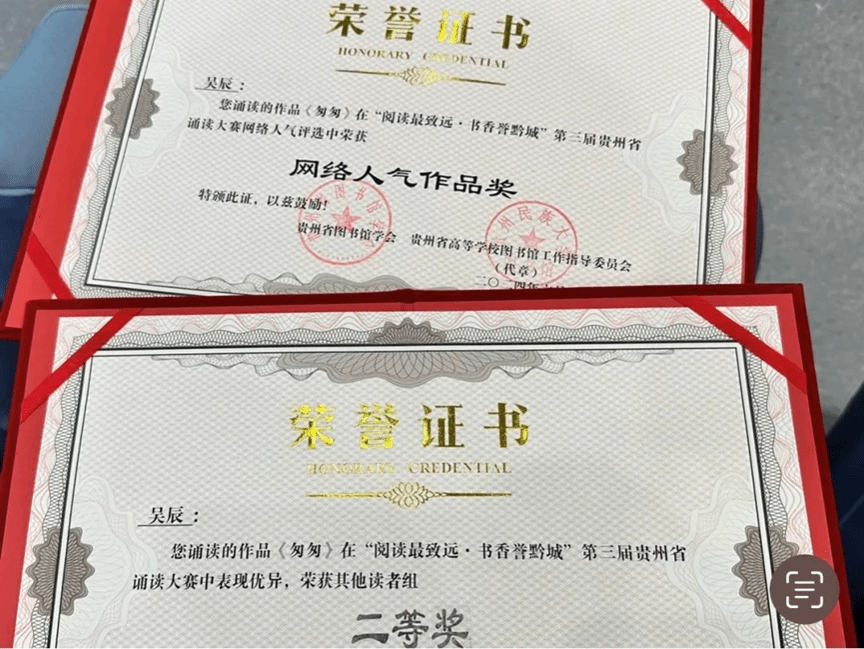 荣誉证书
HONORARY CREDENTIAL
吴辰：
您诵读的作品《匆匆》在“阅读最致远·书香誉黔城”第三届贵州省
诵读大赛网络人气评选中荣获
网络人气作品奖
特颁此证，以兹鼓励！
贵州省图书馆学会 贵州省高等学校图书馆工作指导委员会
（代章）
二〇二四年
荣誉证书
HONORARY CREDENTIAL
吴辰：
您诵读的作品《匆匆》在“阅读最致远·书香誉黔城”第三届贵州省
诵读大赛中表现优异，荣获其他读者组
二等奖